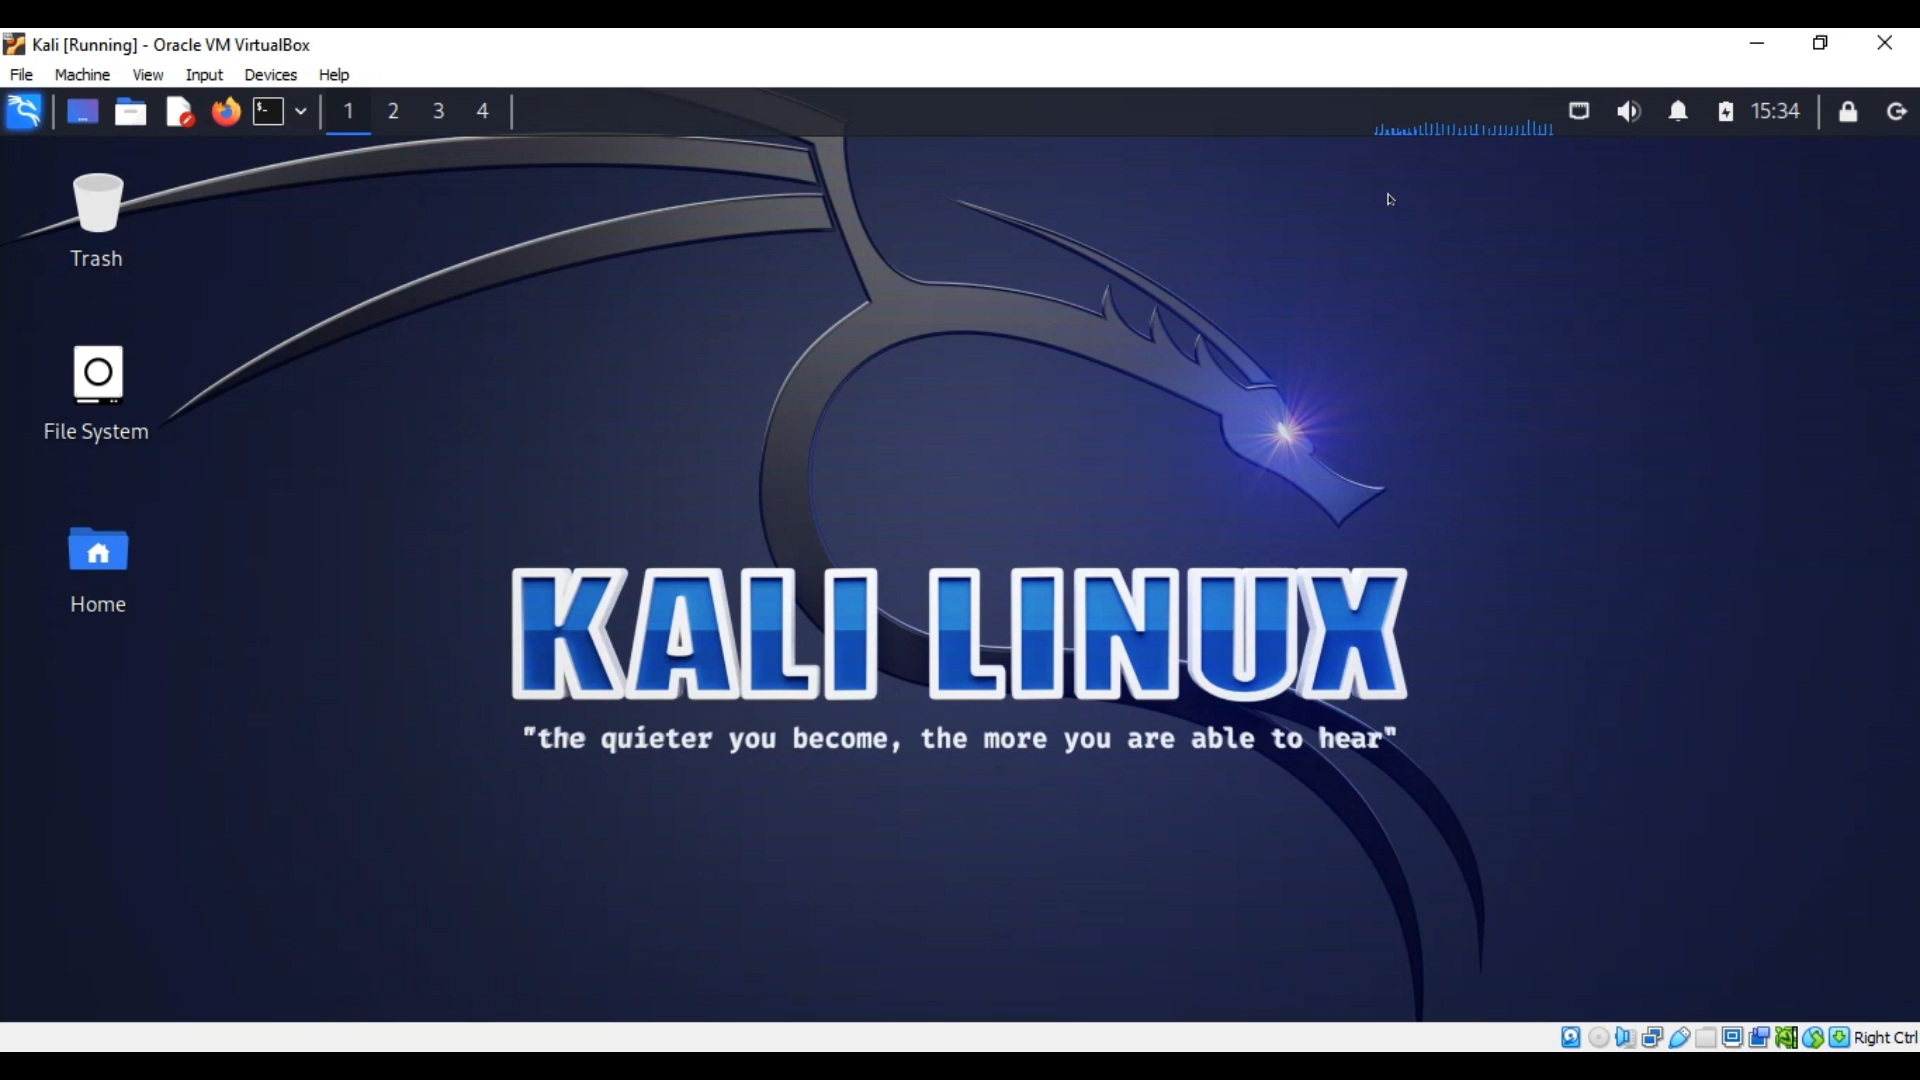 Kali [Running] - Oracle VM VirtualBox
File Machine View Input Devices Help
1 2 3 4 15:34
Trash
File System
Home
KALI LINUX
"the quieter you become, the more you are able to hear"
Right Ctrl